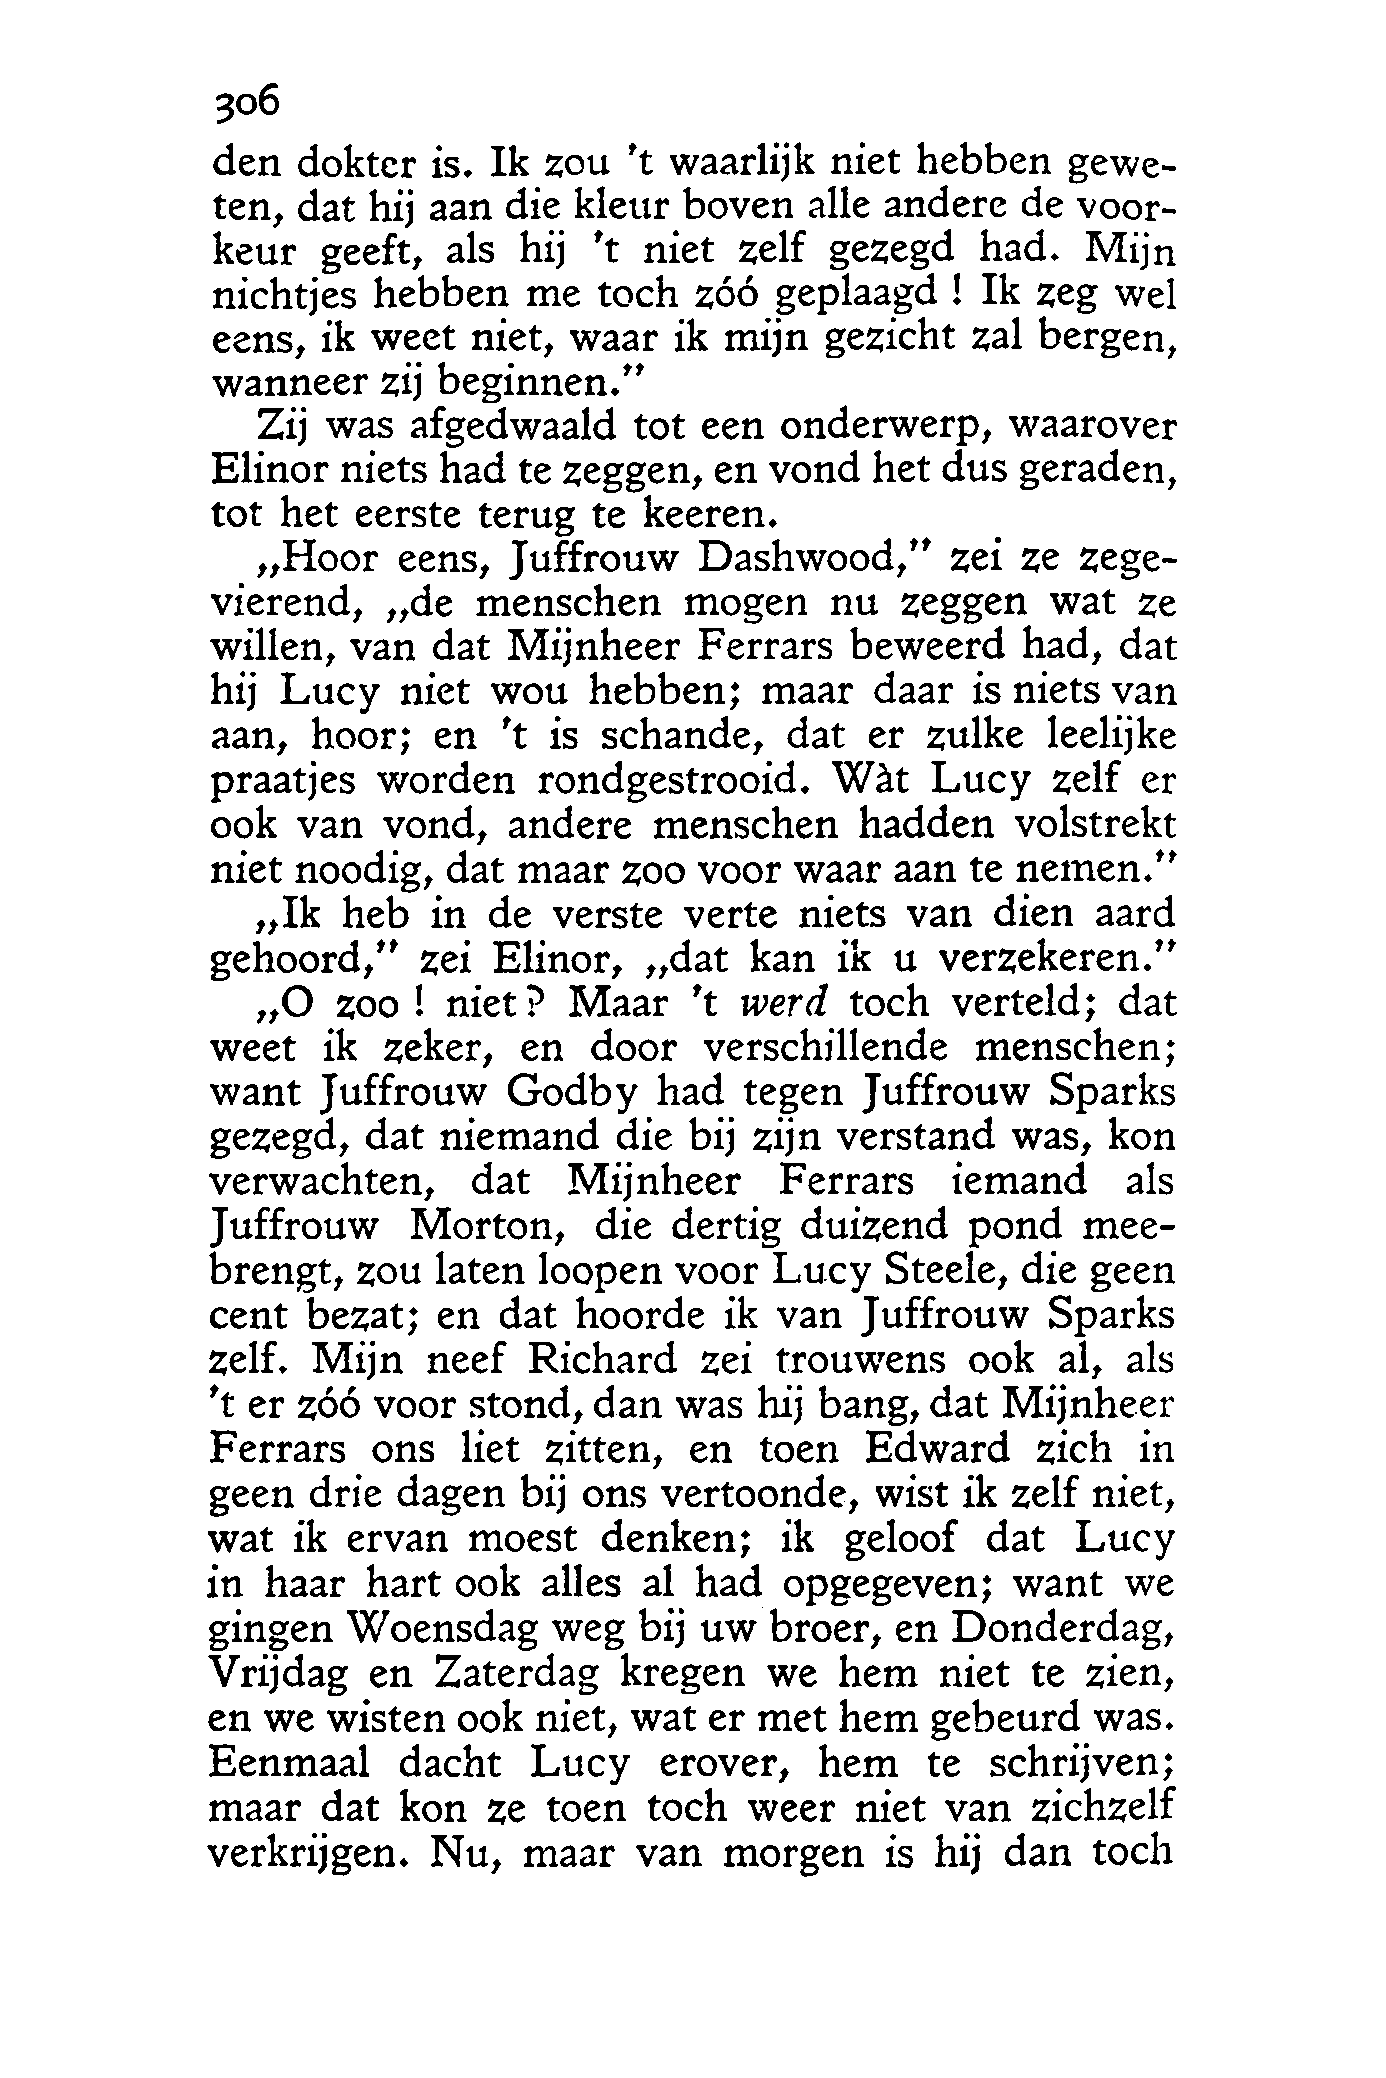 306
den dokter is. Ik zou 't waarlijk niet hebben gewe-
ten, dat hij aan die kleur boven alle andere de voor-
keur geeft, als hij 't niet zelf gezegd had. Mijn
nichtjes hebben me toch zóó geplaagd ! Ik zeg wel
eens, ik weet niet, waar ik mijn gezicht zal bergen,
wanneer zij beginnen."
Zij was afgedwaald tot een onderwerp, waarover
Elinor niets had te zeggen, en vond het dus geraden,
tot het eerste terug te keeren.
„Hoor eens, Juffrouw Dashwood," zei ze zege-
vierend, „de menschen mogen nu zeggen wat ze
willen, van dat Mijnheer Ferrars beweerd had, dat
hij Lucy niet wou hebben; maar daar is niets van
aan, hoor; en 't is schande, dat er zulke leelijke
praatjes worden rondgestrooid. Wàt Lucy zelf er
ook van vond, andere menschen hadden volstrekt
niet noodig, dat maar zoo voor waar aan te nemen."
„Ik heb in de verste verte niets van dien aard
gehoord," zei Elinor, „dat kan ik u verzekeren."
„O zoo ! niet ? Maar 't werd toch verteld; dat
weet ik zeker, en door verschillende menschen;
want Juffrouw Godby had tegen Juffrouw Sparks
gezegd, dat niemand die bij zijn verstand was, kon
verwachten, dat Mijnheer Ferrars iemand als
Juffrouw Morton, die dertig duizend pond mee-
brengt, zou laten loopen voor Lucy Steele, die geen
cent bezat; en dat hoorde ik van Juffrouw Sparks
zelf. Mijn neef Richard zei trouwens ook al, als
't er zóó voor stond, dan was hij bang, dat Mijnheer
Ferrars ons liet zitten, en toen Edward zich in
geen drie dagen bij ons vertoonde, wist ik zelf niet,
wat ik ervan moest denken; ik geloof dat Lucy
in haar hart ook alles al had opgegeven; want we
gingen Woensdag weg bij uw broer, en Donderdag,
Vrijdag en Zaterdag kregen we hem niet te zien,
en we wisten ook niet, wat er met hem gebeurd was.
Eenmaal dacht Lucy erover, hem te schrijven;
maar dat kon ze toen toch weer niet van zichzelf
verkrijgen. Nu, maar van morgen is hij dan toch